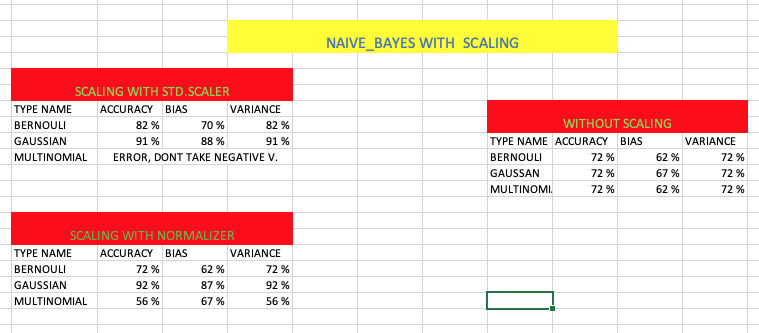 NAIVE_BAYES WITH SCALING
SCALING WITH STD.SCALER
TYPE NAME ACCURACY BIAS VARIANCE
BERNOULI 82 % 70 % 82 %
GAUSSIAN 91 % 88 % 91 %
MULTINOMIAL ERROR, DONT TAKE NEGATIVE V.
WITHOUT SCALING
TYPE NAME ACCURACY BIAS VARIANCE
BERNOULI 72 % 62 % 72 %
GAUSSAN 72 % 67 % 72 %
MULTINOMI 72 % 62 % 72 %
SCALING WITH NORMALIZER
TYPE NAME ACCURACY BIAS VARIANCE
BERNOULI 72 % 62 % 72 %
GAUSSIAN 92 % 87 % 92 %
MULTINOMIAL 56 % 67 % 56 %